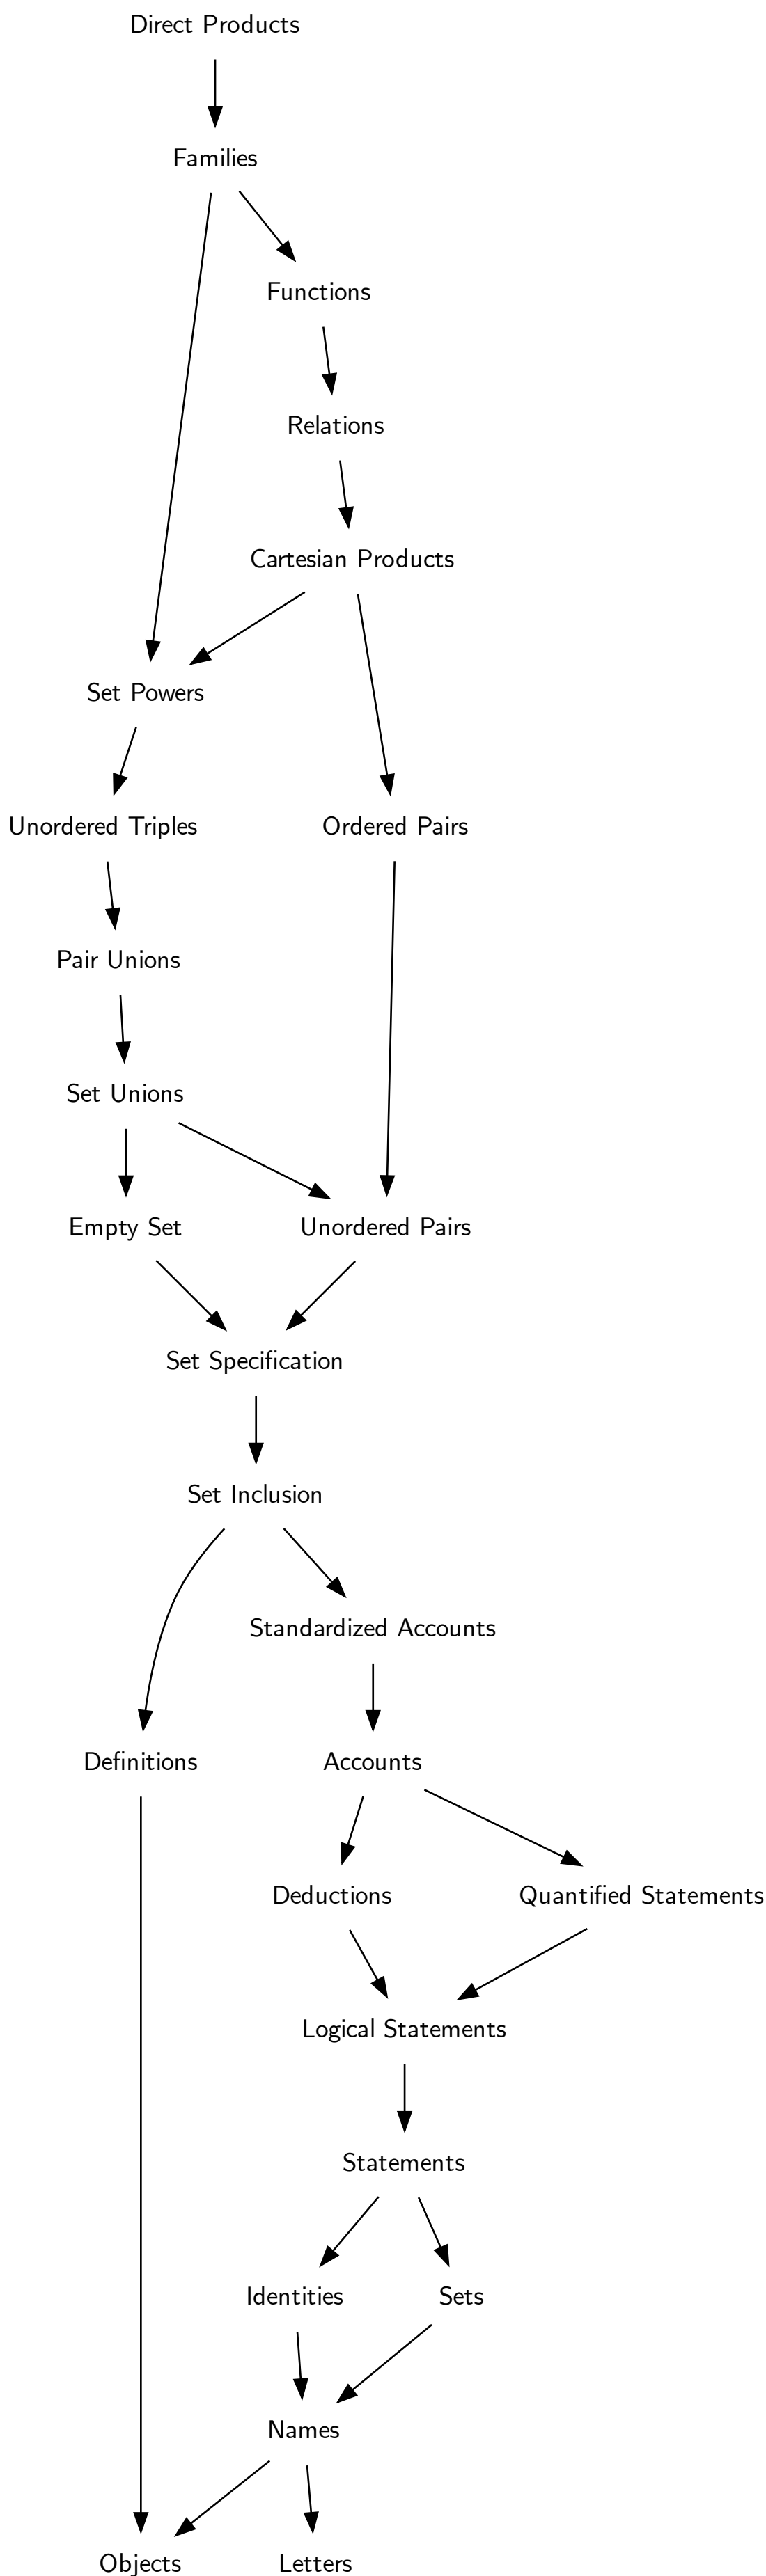 Direct Products
Families
Functions
Relations
Cartesian Products
Set Powers
Unordered Triples
Ordered Pairs
Pair Unions
Set Unions
Empty Set
Unordered Pairs
Set Specification
Set Inclusion
Standardized Accounts
Definitions
Accounts
Deductions
Quantified Statements
Logical Statements
Statements
Identities
Sets
Names
Objects
Letters